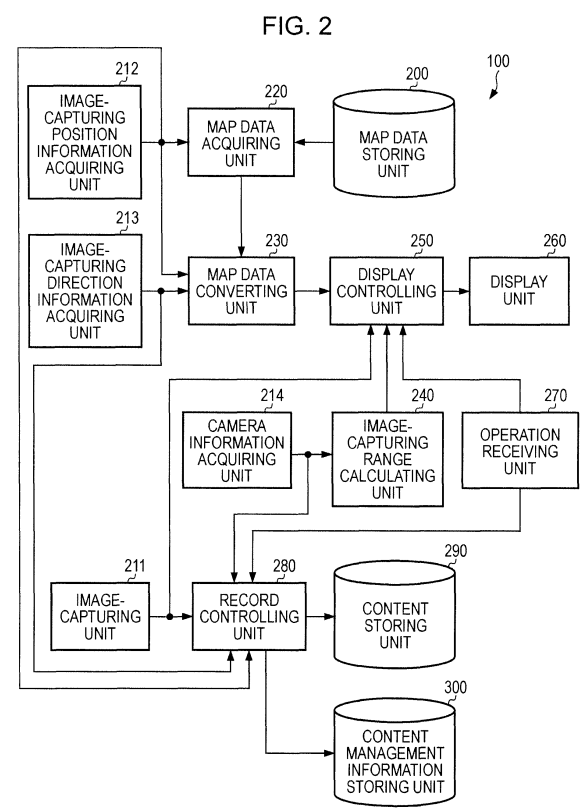 FIG. 2
100
212
IMAGE-
CAPTURING
POSITION
INFORMATION
ACQUIRING
UNIT
220
MAP DATA
ACQUIRING
UNIT
200
MAP DATA
STORING
UNIT
213
IMAGE-
CAPTURING
DIRECTION
INFORMATION
ACQUIRING
UNIT
230
MAP DATA
CONVERTING
UNIT
250
DISPLAY
CONTROLLING
UNIT
260
DISPLAY
UNIT
214
CAMERA
INFORMATION
ACQUIRING
UNIT
240
IMAGE-
CAPTURING
RANGE
CALCULATING
UNIT
270
OPERATION
RECEIVING
UNIT
211
IMAGE-
CAPTURING
UNIT
280
RECORD
CONTROLLING
UNIT
290
CONTENT
STORING
UNIT
300
CONTENT
MANAGEMENT
INFORMATION
STORING UNIT